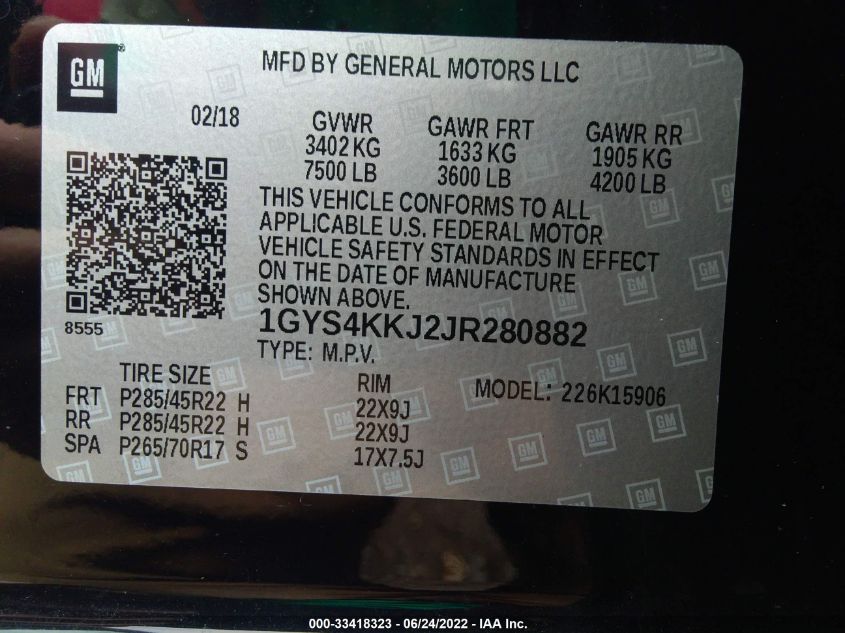 GM
®
MFD BY GENERAL MOTORS LLC
02/18 GVWR GAWR FRT GAWR RR
3402 KG 1633 KG 1905 KG
7500 LB 3600 LB 4200 LB
THIS VEHICLE CONFORMS TO ALL
APPLICABLE U.S. FEDERAL MOTOR
VEHICLE SAFETY STANDARDS IN EFFECT
ON THE DATE OF MANUFACTURE
SHOWN ABOVE.
8555
1GYS4KKJ2JR280882
TYPE: M.P.V.
TIRE SIZE RIM MODEL: 226K15906
FRT P285/45R22 H 22X9J
RR P285/45R22 H 22X9J
SPA P265/70R17 S 17X7.5J
000-33418323 - 06/24/2022 - IAA Inc.